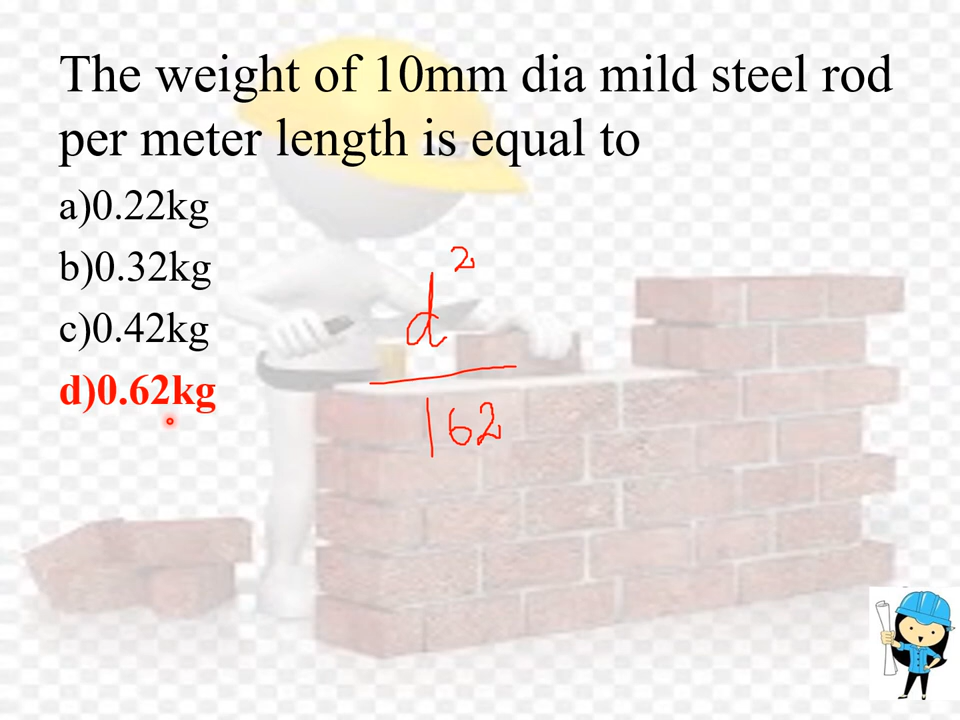 The weight of 10mm dia mild steel rod
per meter length is equal to
a)0.22kg
b)0.32kg
c)0.42kg
d)0.62kg
d²
162